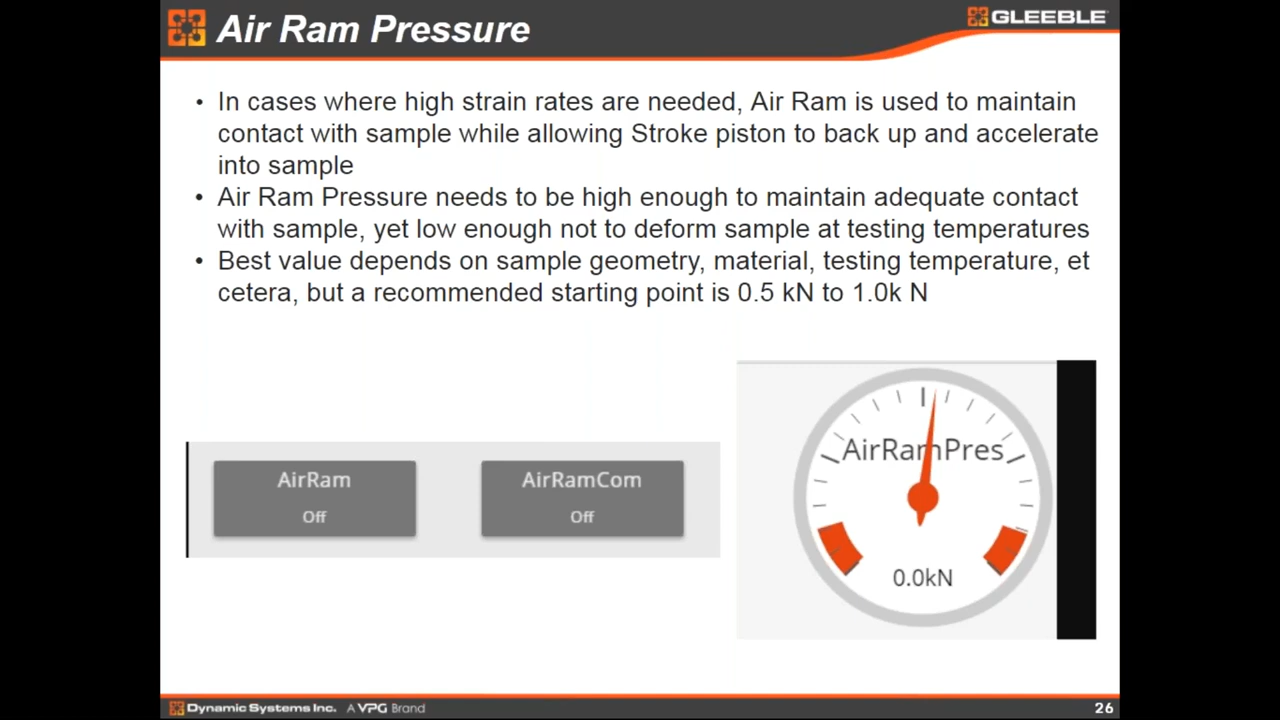 Air Ram Pressure
GLEEBLE
• In cases where high strain rates are needed, Air Ram is used to maintain
contact with sample while allowing Stroke piston to back up and accelerate
into sample
• Air Ram Pressure needs to be high enough to maintain adequate contact
with sample, yet low enough not to deform sample at testing temperatures
• Best value depends on sample geometry, material, testing temperature, et
cetera, but a recommended starting point is 0.5 kN to 1.0k N
AirRamPres
AirRam
AirRamCom
Off
Off
0.0kN
Dynamic Systems Inc. A VPG Brand
26